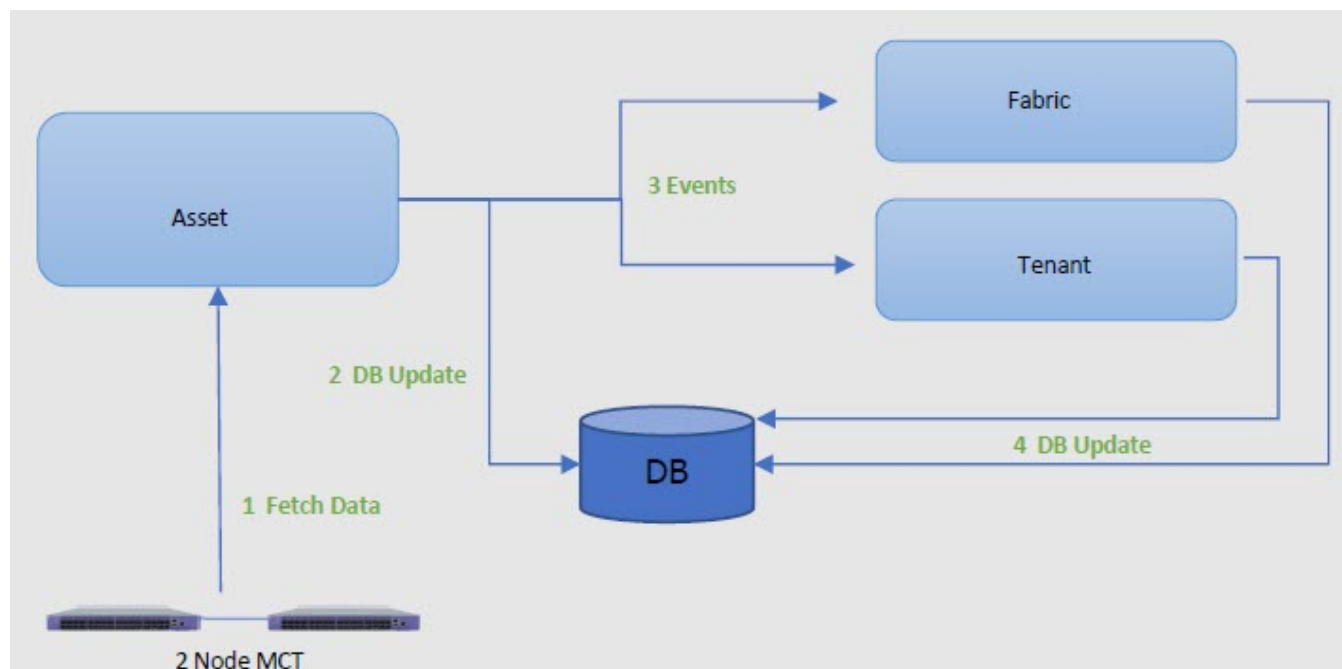 Fabric
3 Events
Asset
Tenant
2 DB Update
4 DB Update
DB
1 Fetch Data
2 Node MCT